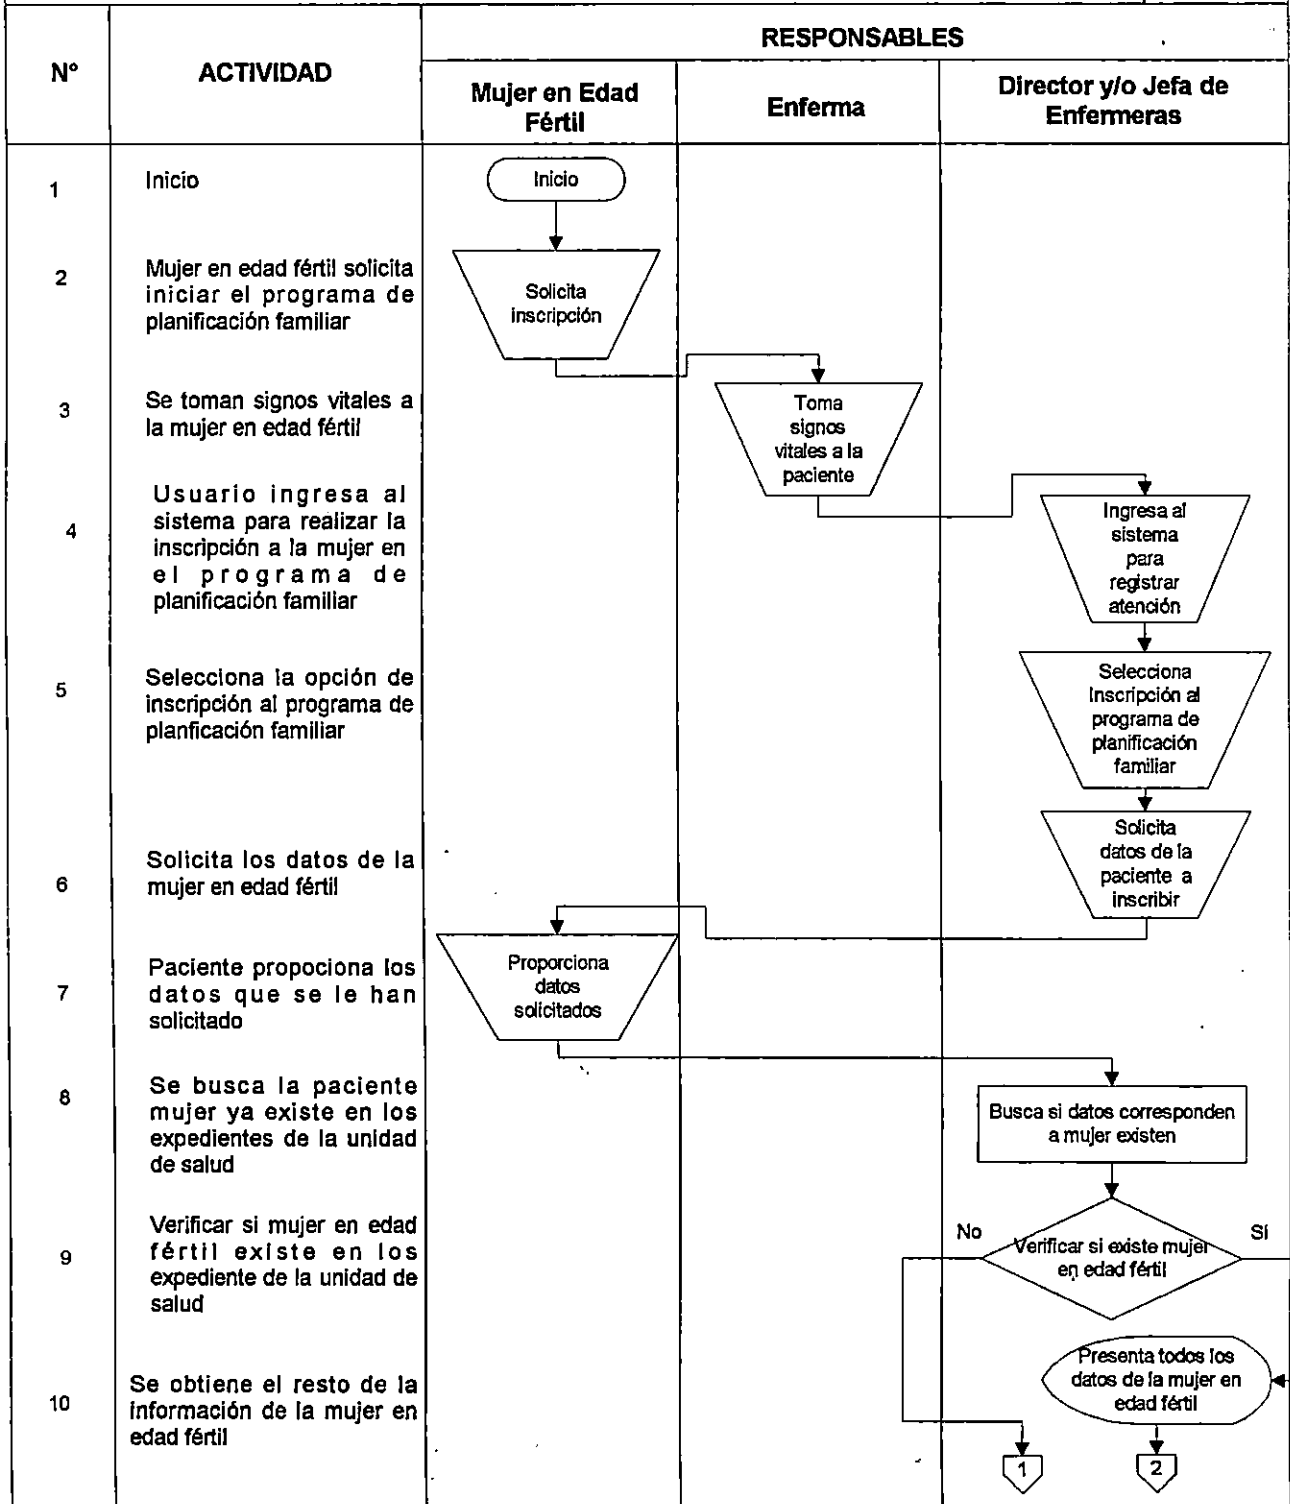 RESPONSABLES
N°
ACTIVIDAD
Mujer en Edad
Fértil
Enferma
Director y/o Jefa de
Enfermeras
1
Inicio
Inicio
2
Mujer en edad fértil solicita
iniciar el programa de
planificación familiar
Solicita
inscripción
3
Se toman signos vitales a
la mujer en edad fértil
Toma
signos
vitales a la
paciente
4
Usuario ingresa al
sistema para realizar la
inscripción a la mujer en
el programa de
planificación familiar
Ingresa al
sistema
para
registrar
atención
5
Selecciona la opción de
inscripción al programa de
planficación familiar
Selecciona
Inscripción al
programa de
planificación
familiar
6
Solicita los datos de la
mujer en edad fértil
Solicita
datos de la
paciente a
inscribir
7
Paciente propociona los
datos que se le han
solicitado
Proporciona
datos
solicitados
8
Se busca la paciente
mujer ya existe en los
expedientes de la unidad
de salud
Busca si datos corresponden
a mujer existen
9
Verificar si mujer en edad
fértil existe en los
expediente de la unidad de
salud
No
Verificar si existe mujer
en edad fértil
Sí
10
Se obtiene el resto de la
información de la mujer en
edad fértil
Presenta todos los
datos de la mujer en
edad fértil
1
2